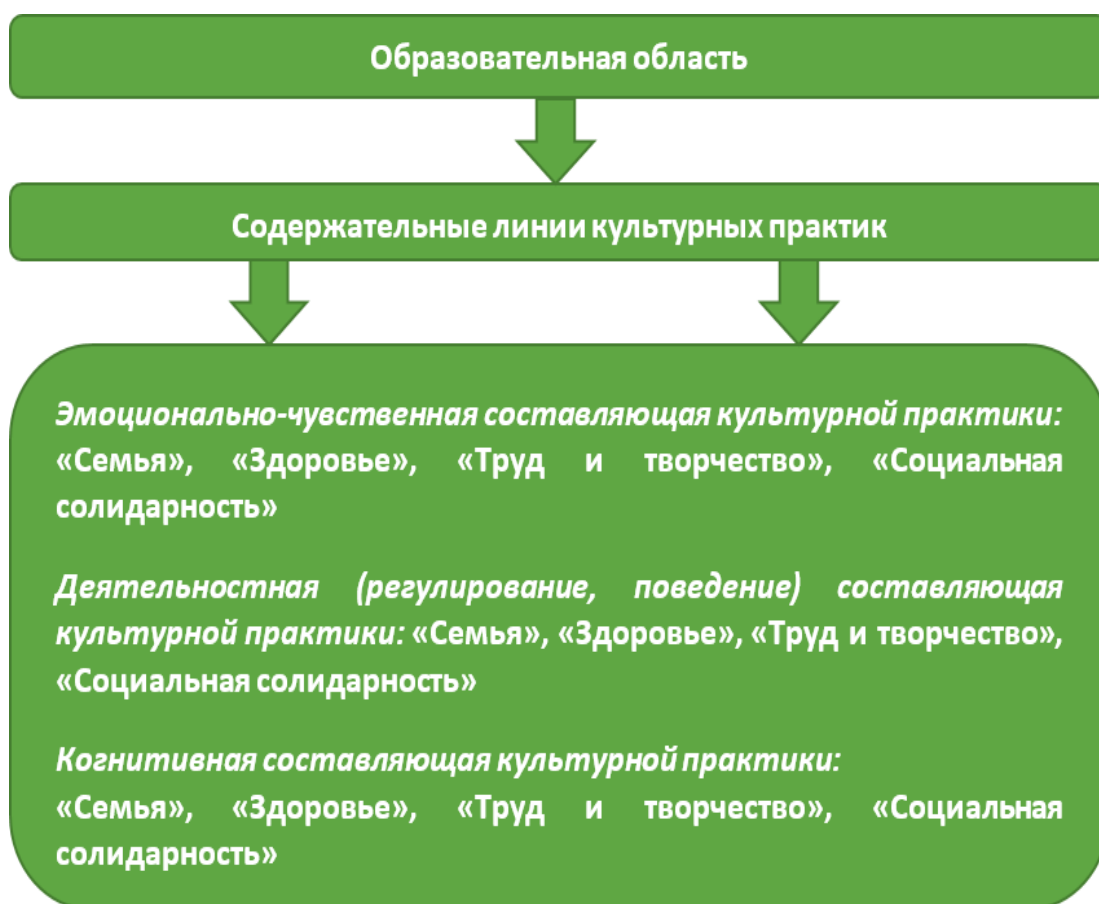 Образовательная область
Содержательные линии культурных практик
Эмоционально-чувственная составляющая культурной практики:
«Семья», «Здоровье», «Труд и творчество», «Социальная
солидарность»
Деятельностная (регулирование, поведение) составляющая
культурной практики: «Семья», «Здоровье», «Труд и творчество»,
«Социальная солидарность»
Когнитивная составляющая культурной практики:
«Семья», «Здоровье», «Труд и творчество», «Социальная
солидарность»